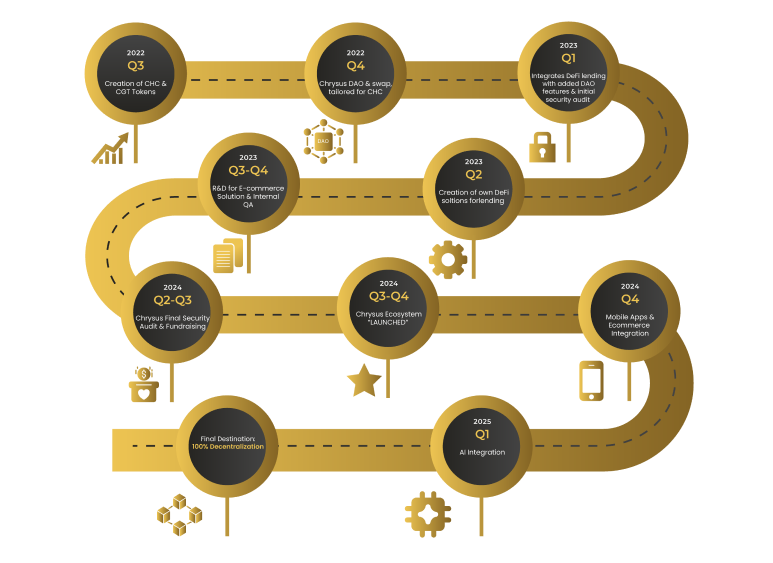 2022
Q3
Creation of CHC &
CGT Tokens
2022
Q4
Chrysus DAO & swap,
tailored for CHC
2023
Q1
Integrates DeFi lending
with added DAO
features & initial
security audit
DAO
2023
Q2
Creation of own DeFi
soltions forlending
2023
Q3-Q4
R&D for E-commerce
Solution & Internal
QA
2024
Q2-Q3
Chrysus Final Security
Audit & Fundraising
$
2024
Q3-Q4
Chrysus Ecosystem
"LAUNCHED"
2024
Q4
Mobile Apps &
Ecommerce
Integration
2025
Q1
AI Integration
Final Destination:
100% Decentralization